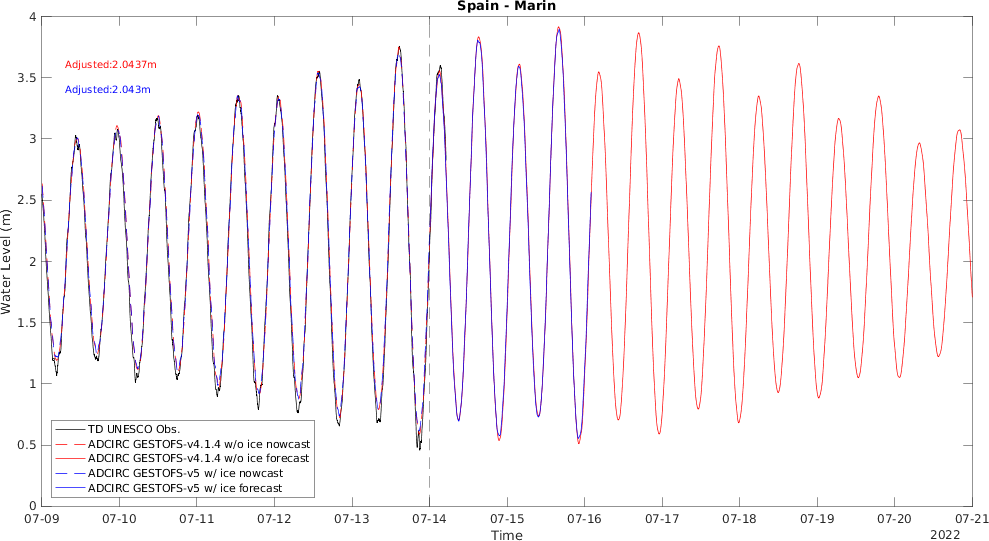 Spain - Marin
4
3.5
3
2.5
2
1.5
1
0.5
0
Water Level (m)
Adjusted:2.0437m
Adjusted:2.043m
TD UNESCO Obs.
ADCIRC GESTOFS-v4.1.4 w/o ice nowcast
ADCIRC GESTOFS-v4.1.4 w/o ice forecast
ADCIRC GESTOFS-v5 w/ ice nowcast
ADCIRC GESTOFS-v5 w/ ice forecast
07-09 07-10 07-11 07-12 07-13 07-14 07-15 07-16 07-17 07-18 07-19 07-20 07-21
Time
2022